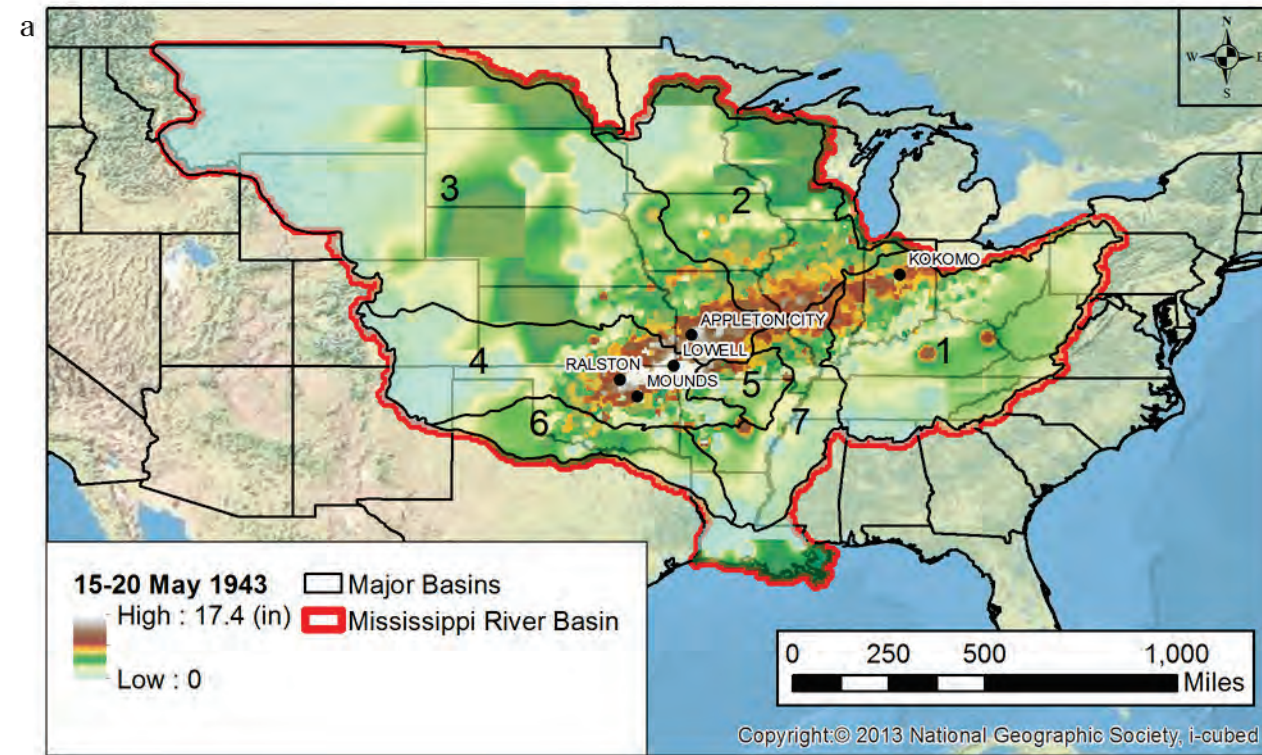 a
N
W E
S
3
2
KOKOMO
APPLETON CITY
1
4
LOWELL
RALSTON
MOUNDS
5
6
7
15-20 May 1943
High : 17.4 (in)
Low : 0
Major Basins
Mississippi River Basin
0 250 500 1,000
Miles
Copyright:© 2013 National Geographic Society, i-cubed